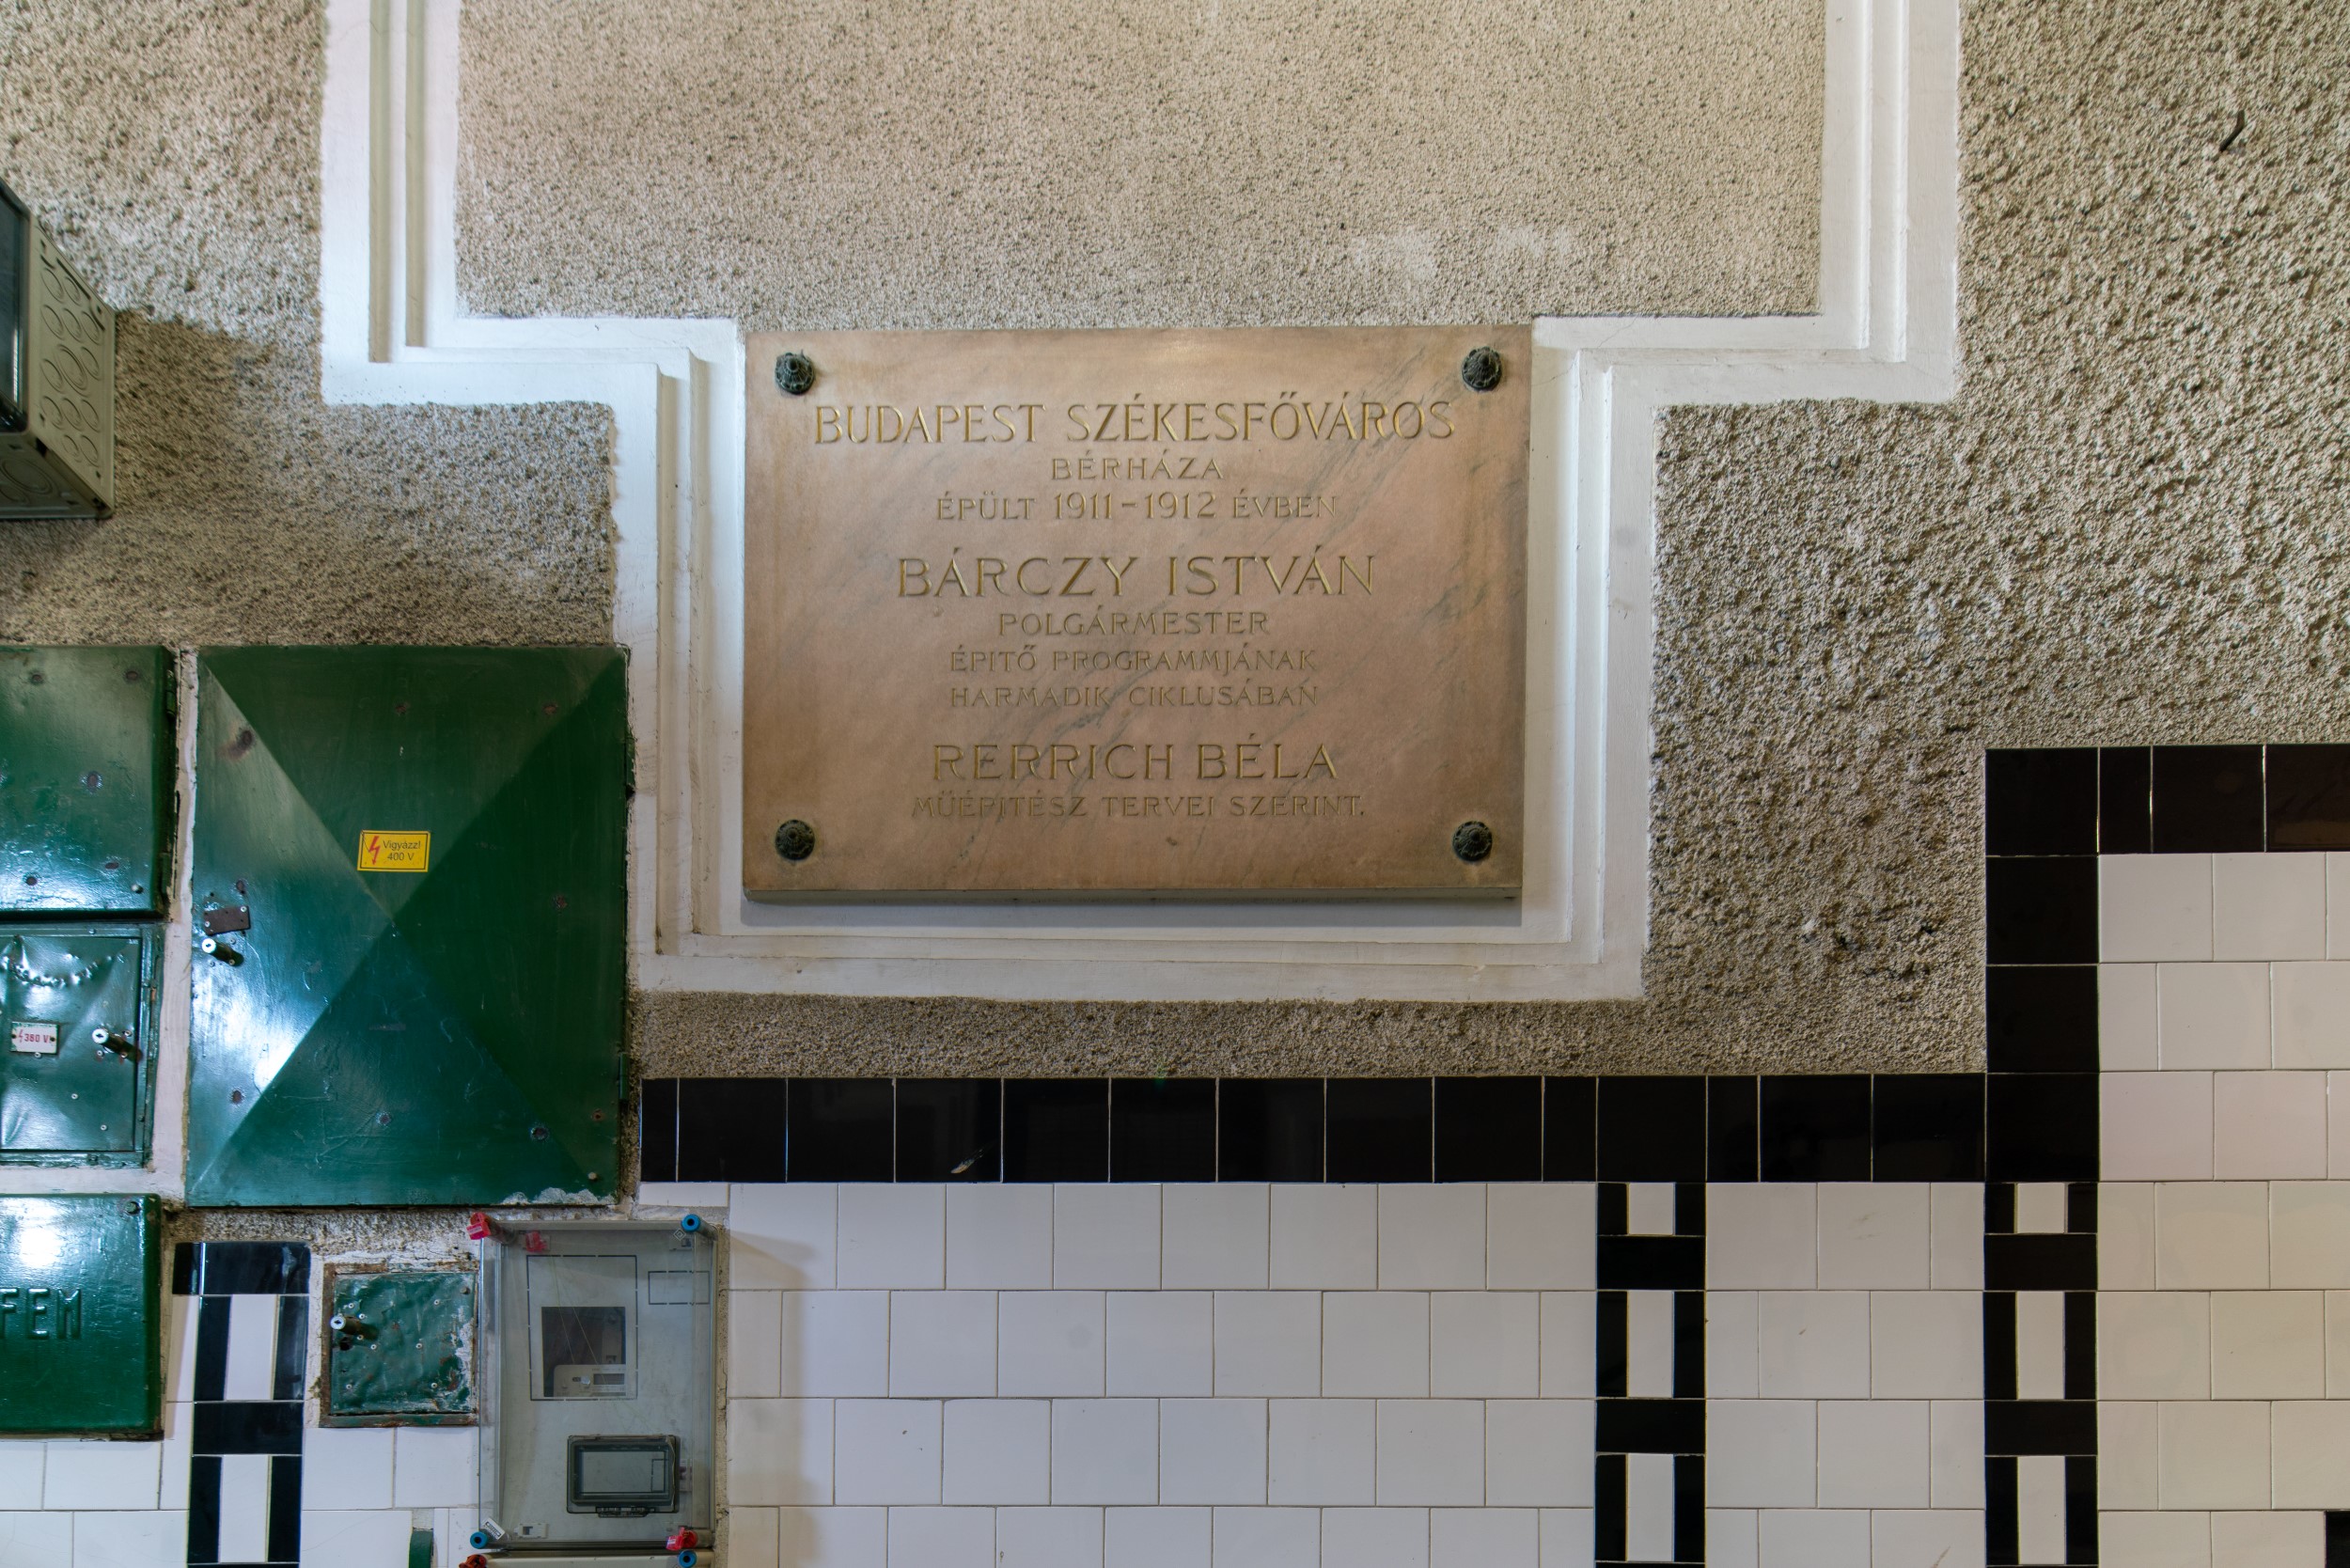 BUDAPEST SZÉKESFŐVÁROS
BÉRHÁZA
ÉPÜLT 1911-1912 ÉVBEN
BÁRCZY ISTVÁN
POLGÁRMESTER
ÉPITŐ PROGRAMMJÁNAK
HARMADIK CIKLUSÁBAN
RERRICH BÉLA
MŰÉPITÉSZ TERVEI SZERINT.
Vigyázz!
400 V
380 V
FEM